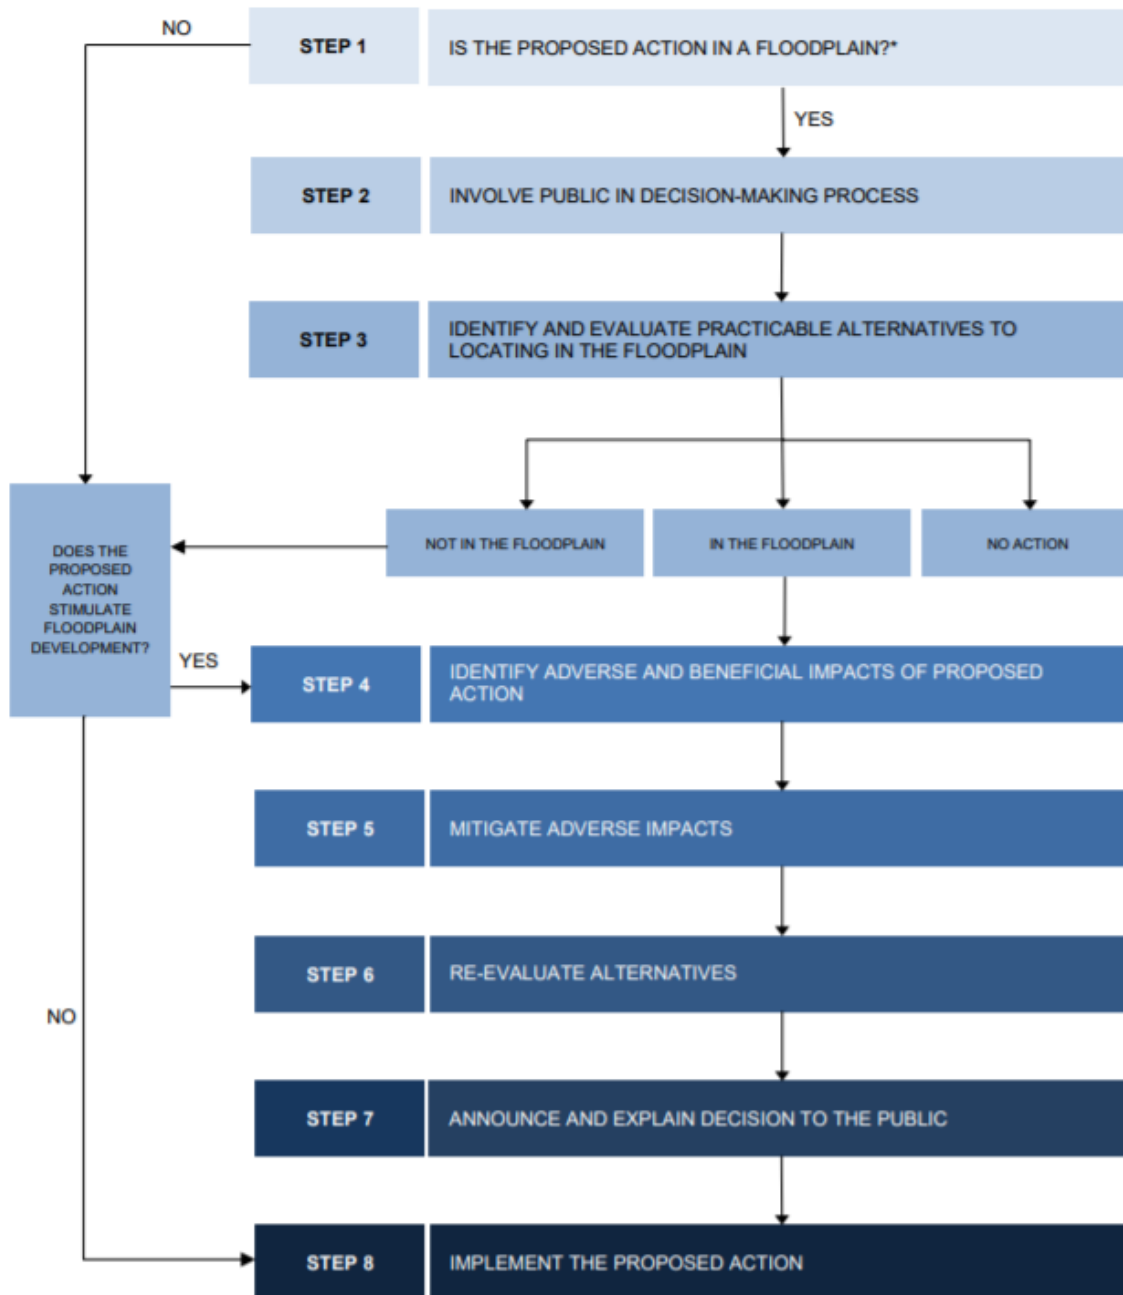 NO
STEP 1
IS THE PROPOSED ACTION IN A FLOODPLAIN?*
YES
STEP 2
INVOLVE PUBLIC IN DECISION-MAKING PROCESS
STEP 3
IDENTIFY AND EVALUATE PRACTICABLE ALTERNATIVES TO
LOCATING IN THE FLOODPLAIN
NOT IN THE FLOODPLAIN
IN THE FLOODPLAIN
NO ACTION
DOES THE
PROPOSED
ACTION
STIMULATE
FLOODPLAIN
DEVELOPMENT?
YES
STEP 4
IDENTIFY ADVERSE AND BENEFICIAL IMPACTS OF PROPOSED
ACTION
STEP 5
MITIGATE ADVERSE IMPACTS
STEP 6
RE-EVALUATE ALTERNATIVES
NO
STEP 7
ANNOUNCE AND EXPLAIN DECISION TO THE PUBLIC
STEP 8
IMPLEMENT THE PROPOSED ACTION